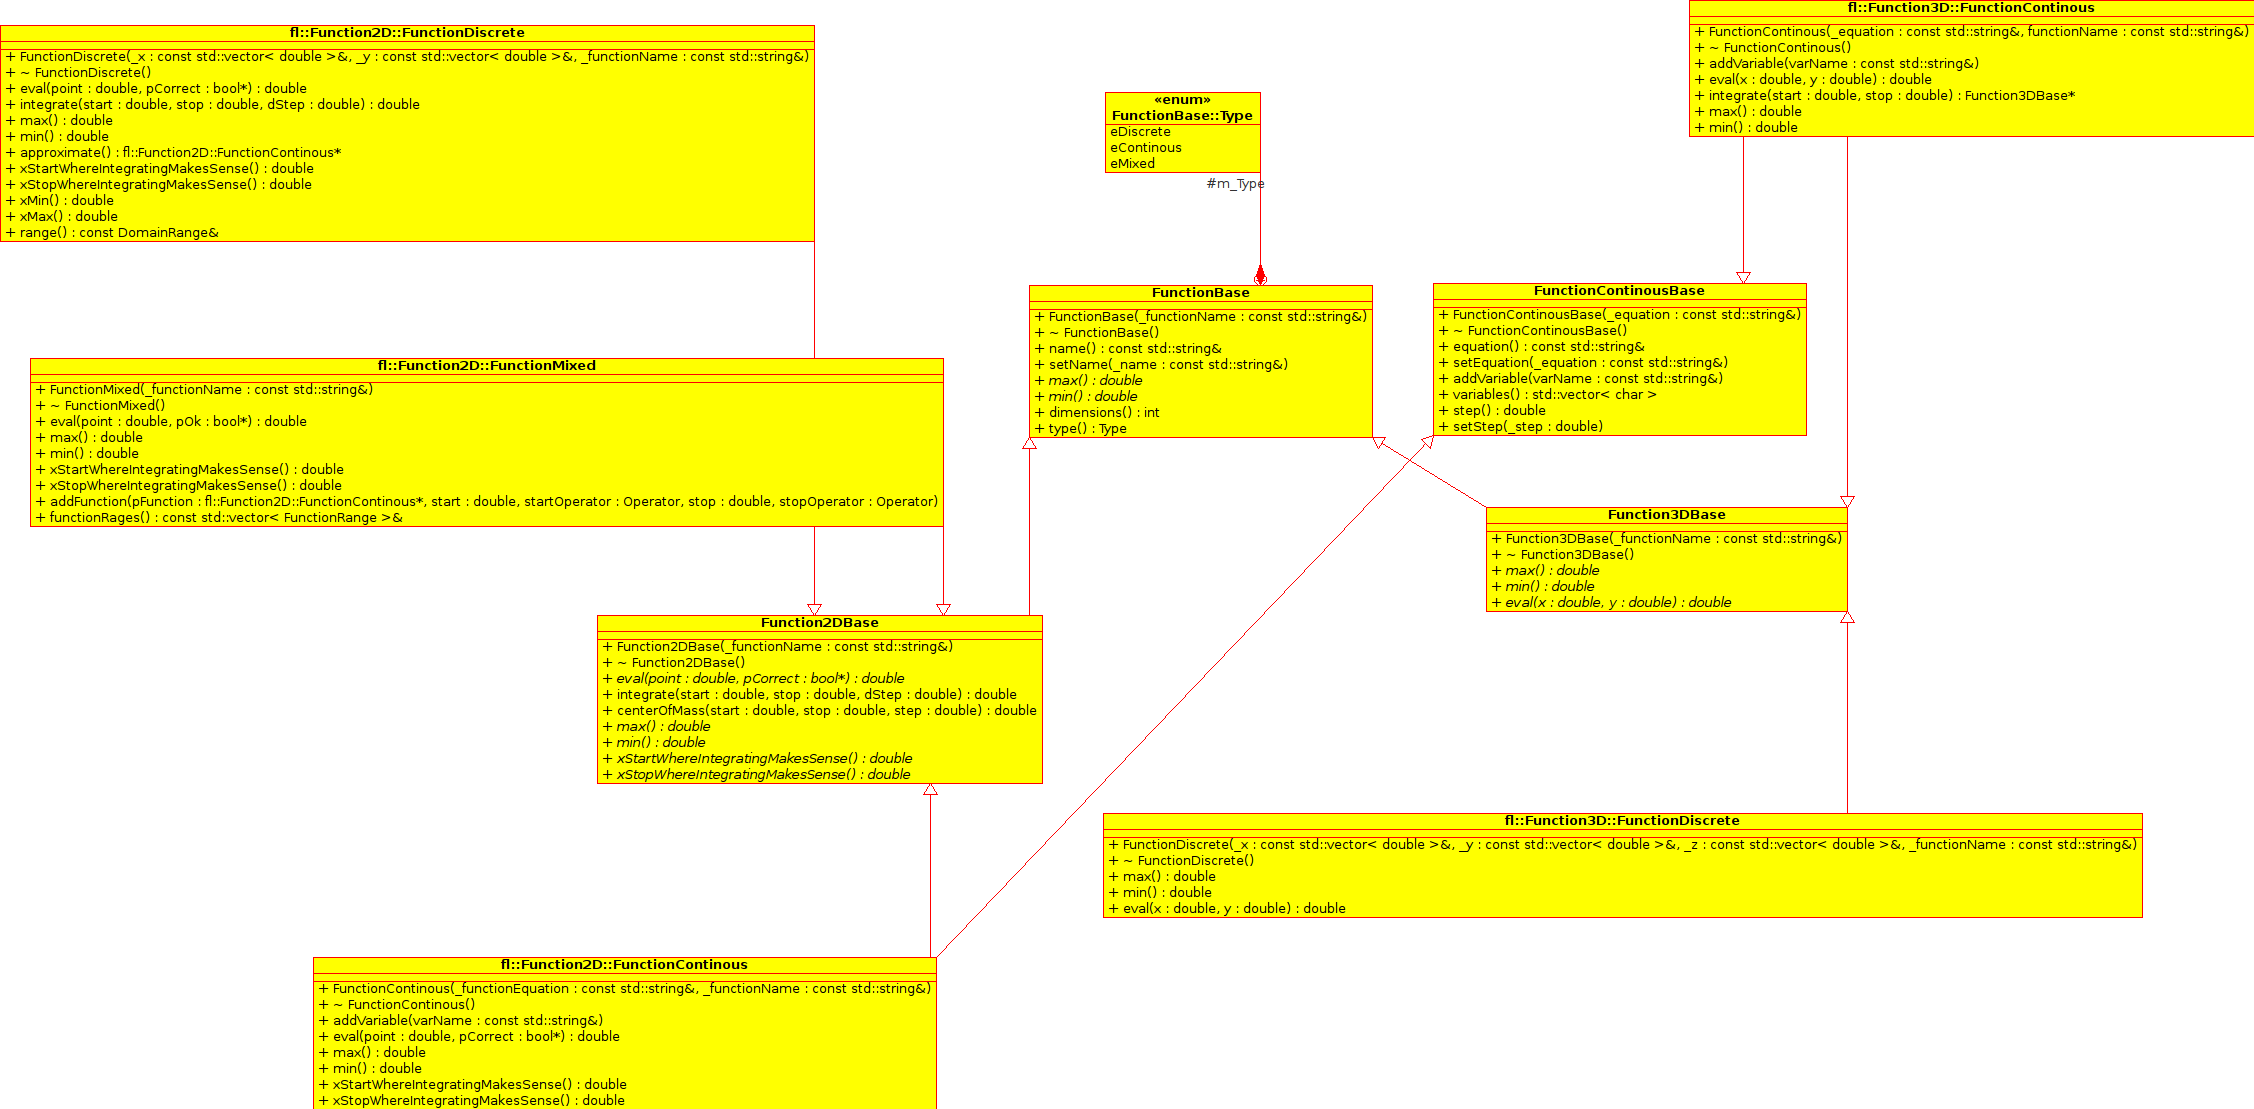 fl::Function2D::FunctionDiscrete
+ FunctionDiscrete(_x : const std::vector< double >&, _y : const std::vector< double >&, _functionName : const std::string&)
+ ~ FunctionDiscrete()
+ eval(point : double, pCorrect : bool*) : double
+ integrate(start : double, stop : double, dStep : double) : double
+ max() : double
+ min() : double
+ approximate() : fl::Function2D::FunctionContinous*
+ xStartWhereIntegratingMakesSense() : double
+ xStopWhereIntegratingMakesSense() : double
+ xMin() : double
+ xMax() : double
+ range() : const DomainRange&
fl::Function3D::FunctionContinous
+ FunctionContinous(_equation : const std::string&, functionName : const std::string&)
+ ~ FunctionContinous()
+ addVariable(varName : const std::string&)
+ eval(x : double, y : double) : double
+ integrate(start : double, stop : double) : Function3DBase*
+ max() : double
+ min() : double
«enum»
FunctionBase::Type
eDiscrete
eContinous
eMixed
#m_Type
FunctionBase
+ FunctionBase(_functionName : const std::string&)
+ ~ FunctionBase()
+ name() : const std::string&
+ setName(_name : const std::string&)
+ max() : double
+ min() : double
+ dimensions() : int
+ type() : Type
FunctionContinousBase
+ FunctionContinousBase(_equation : const std::string&)
+ ~ FunctionContinousBase()
+ equation() : const std::string&
+ setEquation(_equation : const std::string&)
+ addVariable(varName : const std::string&)
+ variables() : std::vector< char >
+ step() : double
+ setStep(_step : double)
fl::Function2D::FunctionMixed
+ FunctionMixed(_functionName : const std::string&)
+ ~ FunctionMixed()
+ eval(point : double, pOk : bool*) : double
+ max() : double
+ min() : double
+ xStartWhereIntegratingMakesSense() : double
+ xStopWhereIntegratingMakesSense() : double
+ addFunction(pFunction : fl::Function2D::FunctionContinous*, start : double, startOperator : Operator, stop : double, stopOperator : Operator)
+ functionRages() : const std::vector< FunctionRange >&
Function3DBase
+ Function3DBase(_functionName : const std::string&)
+ ~ Function3DBase()
+ max() : double
+ min() : double
+ eval(x : double, y : double) : double
Function2DBase
+ Function2DBase(_functionName : const std::string&)
+ ~ Function2DBase()
+ eval(point : double, pCorrect : bool*) : double
+ integrate(start : double, stop : double, dStep : double) : double
+ centerOfMass(start : double, stop : double, step : double) : double
+ max() : double
+ min() : double
+ xStartWhereIntegratingMakesSense() : double
+ xStopWhereIntegratingMakesSense() : double
fl::Function3D::FunctionDiscrete
+ FunctionDiscrete(_x : const std::vector< double >&, _y : const std::vector< double >&, _z : const std::vector< double >&, _functionName : const std::string&)
+ ~ FunctionDiscrete()
+ max() : double
+ min() : double
+ eval(x : double, y : double) : double
fl::Function2D::FunctionContinous
+ FunctionContinous(_functionEquation : const std::string&, _functionName : const std::string&)
+ ~ FunctionContinous()
+ addVariable(varName : const std::string&)
+ eval(point : double, pCorrect : bool*) : double
+ max() : double
+ min() : double
+ xStartWhereIntegratingMakesSense() : double
+ xStopWhereIntegratingMakesSense() : double